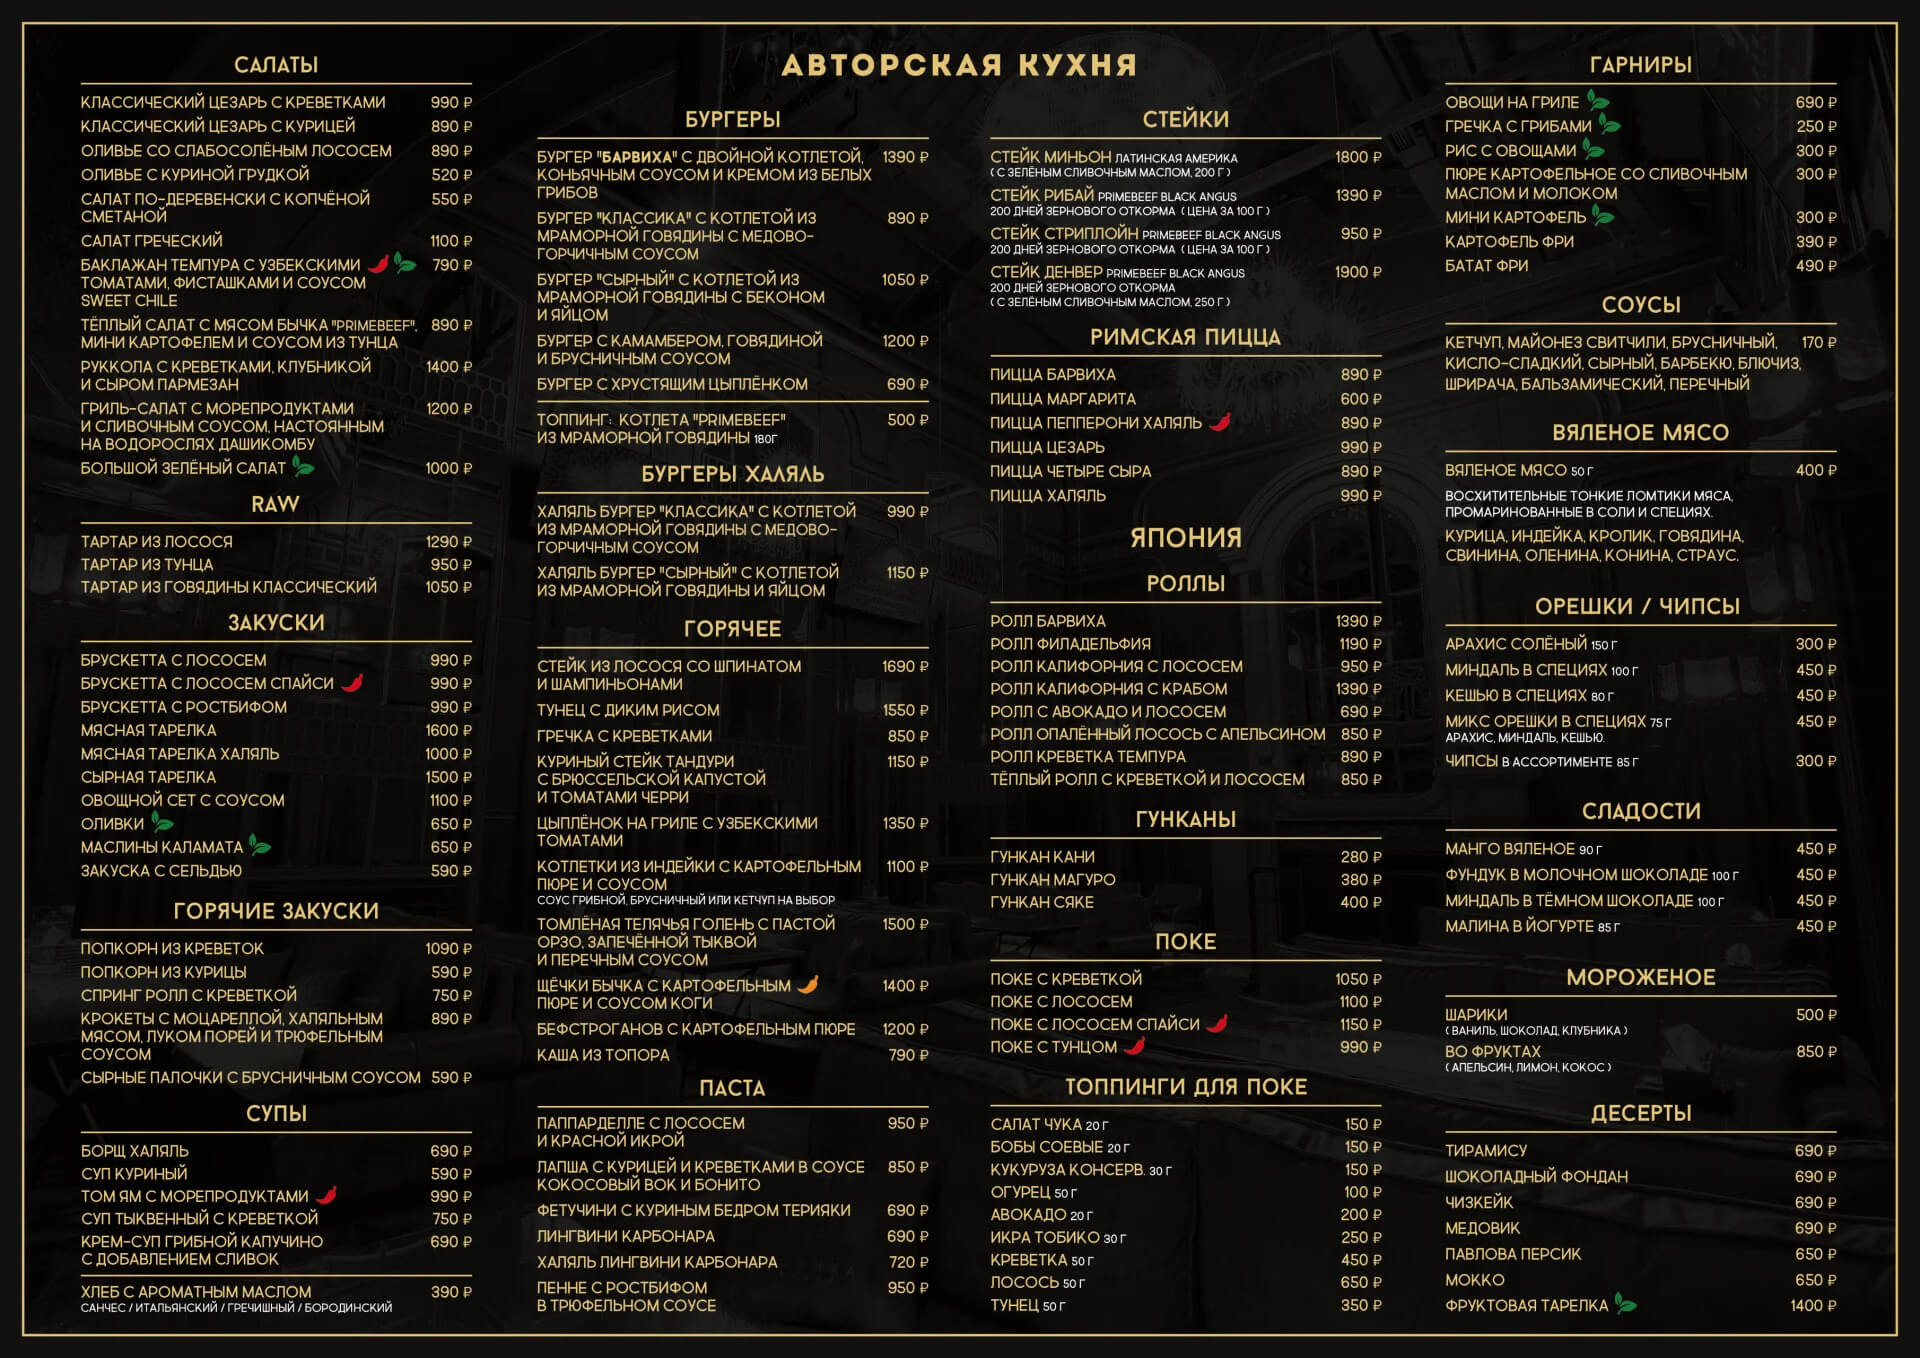 АВТОРСКАЯ КУХНЯ
САЛАТЫ
КЛАССИЧЕСКИЙ ЦЕЗАРЬ С КРЕВЕТКАМИ 990 ₽
КЛАССИЧЕСКИЙ ЦЕЗАРЬ С КУРИЦЕЙ 890 ₽
ОЛИВЬЕ СО СЛАБОСОЛЁНЫМ ЛОСОСЕМ 890 ₽
ОЛИВЬЕ С КУРИНОЙ ГРУДКОЙ 520 ₽
САЛАТ ПО-ДЕРЕВЕНСКИ С КОПЧЁНОЙ 550 ₽
СМЕТАНОЙ
САЛАТ ГРЕЧЕСКИЙ 1100 ₽
БАКЛАЖАН ТЕМПУРА С УЗБЕКСКИМИ 790 ₽
ТОМАТАМИ, ФИСТАШКАМИ И СОУСОМ
SWEET CHILE
ТЁПЛЫЙ САЛАТ С МЯСОМ БЫЧКА "PRIMEBEEF", 890 ₽
МИНИ КАРТОФЕЛЕМ И СОУСОМ ИЗ ТУНЦА
РУККОЛА С КРЕВЕТКАМИ, КЛУБНИКОЙ 1400 ₽
И СЫРОМ ПАРМЕЗАН
ГРИЛЬ-САЛАТ С МОРЕПРОДУКТАМИ 1200 ₽
И СЛИВОЧНЫМ СОУСОМ, НАСТОЯННЫМ
НА ВОДОРОСЛЯХ ДАШИКОМБУ
БОЛЬШОЙ ЗЕЛЁНЫЙ САЛАТ 1000 ₽
RAW
ТАРТАР ИЗ ЛОСОСЯ 1290 ₽
ТАРТАР ИЗ ТУНЦА 950 ₽
ТАРТАР ИЗ ГОВЯДИНЫ КЛАССИЧЕСКИЙ 1050 ₽
ЗАКУСКИ
БРУСКЕТТА С ЛОСОСЕМ 990 ₽
БРУСКЕТТА С ЛОСОСЕМ СПАЙСИ 990 ₽
БРУСКЕТТА С РОСТБИФОМ 990 ₽
МЯСНАЯ ТАРЕЛКА 1600 ₽
МЯСНАЯ ТАРЕЛКА ХАЛЯЛЬ 1000 ₽
СЫРНАЯ ТАРЕЛКА 1500 ₽
ОВОЩНОЙ СЕТ С СОУСОМ 1100 ₽
ОЛИВКИ 650 ₽
МАСЛИНЫ КАЛАМАТА 650 ₽
ЗАКУСКА С СЕЛЬДЬЮ 590 ₽
ГОРЯЧИЕ ЗАКУСКИ
ПОПКОРН ИЗ КРЕВЕТОК 1090 ₽
ПОПКОРН ИЗ КУРИЦЫ 590 ₽
СПРИНГ РОЛЛ С КРЕВЕТКОЙ 750 ₽
КРОКЕТЫ С МОЦАРЕЛЛОЙ, ХАЛЯЛЬНЫМ 890 ₽
МЯСОМ, ЛУКОМ ПОРЕЙ И ТРЮФЕЛЬНЫМ
СОУСОМ
СЫРНЫЕ ПАЛОЧКИ С БРУСНИЧНЫМ СОУСОМ 590 ₽
СУПЫ
БОРЩ ХАЛЯЛЬ 690 ₽
СУП КУРИНЫЙ 590 ₽
ТОМ ЯМ С МОРЕПРОДУКТАМИ 990 ₽
СУП ТЫКВЕННЫЙ С КРЕВЕТКОЙ 750 ₽
КРЕМ-СУП ГРИБНОЙ КАПУЧИНО 690 ₽
С ДОБАВЛЕНИЕМ СЛИВОК
ХЛЕБ С АРОМАТНЫМ МАСЛОМ 390 ₽
САНЧЕС / ИТАЛЬЯНСКИЙ / ГРЕЧИШНЫЙ / БОРОДИНСКИЙ
БУРГЕРЫ
БУРГЕР "БАРВИХА" С ДВОЙНОЙ КОТЛЕТОЙ, 1390 ₽
КОНЬЯЧНЫМ СОУСОМ И КРЕМОМ ИЗ БЕЛЫХ
ГРИБОВ
БУРГЕР "КЛАССИКА" С КОТЛЕТОЙ ИЗ 890 ₽
МРАМОРНОЙ ГОВЯДИНЫ С МЕДОВО-
ГОРЧИЧНЫМ СОУСОМ
БУРГЕР "СЫРНЫЙ" С КОТЛЕТОЙ ИЗ 1050 ₽
МРАМОРНОЙ ГОВЯДИНЫ С БЕКОНОМ
И ЯЙЦОМ
БУРГЕР С КАМАМБЕРОМ, ГОВЯДИНОЙ 1200 ₽
И БРУСНИЧНЫМ СОУСОМ
БУРГЕР С ХРУСТЯЩИМ ЦЫПЛЁНКОМ 690 ₽
ТОППИНГ: КОТЛЕТА "PRIMEBEEF" 500 ₽
ИЗ МРАМОРНОЙ ГОВЯДИНЫ 180Г
БУРГЕРЫ ХАЛЯЛЬ
ХАЛЯЛЬ БУРГЕР "КЛАССИКА" С КОТЛЕТОЙ 990 ₽
ИЗ МРАМОРНОЙ ГОВЯДИНЫ С МЕДОВО-
ГОРЧИЧНЫМ СОУСОМ
ХАЛЯЛЬ БУРГЕР "СЫРНЫЙ" С КОТЛЕТОЙ 1150 ₽
ИЗ МРАМОРНОЙ ГОВЯДИНЫ И ЯЙЦОМ
ГОРЯЧЕЕ
СТЕЙК ИЗ ЛОСОСЯ СО ШПИНАТОМ 1690 ₽
И ШАМПИНЬОНАМИ
ТУНЕЦ С ДИКИМ РИСОМ 1550 ₽
ГРЕЧКА С КРЕВЕТКАМИ 850 ₽
КУРИНЫЙ СТЕЙК ТАНДУРИ 1150 ₽
С БРЮССЕЛЬСКОЙ КАПУСТОЙ
И ТОМАТАМИ ЧЕРРИ
ЦЫПЛЁНОК НА ГРИЛЕ С УЗБЕКСКИМИ 1350 ₽
ТОМАТАМИ
КОТЛЕТКИ ИЗ ИНДЕЙКИ С КАРТОФЕЛЬНЫМ 1100 ₽
ПЮРЕ И СОУСОМ
СОУС ГРИБНОЙ, БРУСНИЧНЫЙ ИЛИ КЕТЧУП НА ВЫБОР
ТОМЛЁНАЯ ТЕЛЯЧЬЯ ГОЛЕНЬ С ПАСТОЙ 1500 ₽
ОРЗО, ЗАПЕЧЁННОЙ ТЫКВОЙ
И ПЕРЕЧНЫМ СОУСОМ
ЩЁЧКИ БЫЧКА С КАРТОФЕЛЬНЫМ 1400 ₽
ПЮРЕ И СОУСОМ КОГИ
БЕФСТРОГАНОВ С КАРТОФЕЛЬНЫМ ПЮРЕ 1200 ₽
КАША ИЗ ТОПОРА 790 ₽
ПАСТА
ПАППАРДЕЛЛЕ С ЛОСОСЕМ 950 ₽
И КРАСНОЙ ИКРОЙ
ЛАПША С КУРИЦЕЙ И КРЕВЕТКАМИ В СОУСЕ 850 ₽
КОКОСОВЫЙ ВОК И БОНИТО
ФЕТУЧИНИ С КУРИНЫМ БЕДРОМ ТЕРИЯКИ 690 ₽
ЛИНГВИНИ КАРБОНАРА 690 ₽
ХАЛЯЛЬ ЛИНГВИНИ КАРБОНАРА 720 ₽
ПЕННЕ С РОСТБИФОМ 950 ₽
В ТРЮФЕЛЬНОМ СОУСЕ
СТЕЙКИ
СТЕЙК МИНЬОН ЛАТИНСКАЯ АМЕРИКА 1800 ₽
( С ЗЕЛЁНЫМ СЛИВОЧНЫМ МАСЛОМ, 200 Г )
СТЕЙК РИБАЙ PRIMEBEEF BLACK ANGUS 1390 ₽
200 ДНЕЙ ЗЕРНОВОГО ОТКОРМА ( ЦЕНА ЗА 100 Г )
СТЕЙК СТРИПЛОЙН PRIMEBEEF BLACK ANGUS 950 ₽
200 ДНЕЙ ЗЕРНОВОГО ОТКОРМА ( ЦЕНА ЗА 100 Г )
СТЕЙК ДЕНВЕР PRIMEBEEF BLACK ANGUS 1900 ₽
200 ДНЕЙ ЗЕРНОВОГО ОТКОРМА
( С ЗЕЛЁНЫМ СЛИВОЧНЫМ МАСЛОМ, 250 Г )
РИМСКАЯ ПИЦЦА
ПИЦЦА БАРВИХА 890 ₽
ПИЦЦА МАРГАРИТА 600 ₽
ПИЦЦА ПЕППЕРОНИ ХАЛЯЛЬ 890 ₽
ПИЦЦА ЦЕЗАРЬ 990 ₽
ПИЦЦА ЧЕТЫРЕ СЫРА 890 ₽
ПИЦЦА ХАЛЯЛЬ 990 ₽
ЯПОНИЯ
РОЛЛЫ
РОЛЛ БАРВИХА 1390 ₽
РОЛЛ ФИЛАДЕЛЬФИЯ 1190 ₽
РОЛЛ КАЛИФОРНИЯ С ЛОСОСЕМ 950 ₽
РОЛЛ КАЛИФОРНИЯ С КРАБОМ 1390 ₽
РОЛЛ С АВОКАДО И ЛОСОСЕМ 690 ₽
РОЛЛ ОПАЛЁННЫЙ ЛОСОСЬ С АПЕЛЬСИНОМ 850 ₽
РОЛЛ КРЕВЕТКА ТЕМПУРА 890 ₽
ТЁПЛЫЙ РОЛЛ С КРЕВЕТКОЙ И ЛОСОСЕМ 850 ₽
ГУНКАНЫ
ГУНКАН КАНИ 280 ₽
ГУНКАН МАГУРО 380 ₽
ГУНКАН СЯКЕ 400 ₽
ПОКЕ
ПОКЕ С КРЕВЕТКОЙ 1050 ₽
ПОКЕ С ЛОСОСЕМ 1100 ₽
ПОКЕ С ЛОСОСЕМ СПАЙСИ 1150 ₽
ПОКЕ С ТУНЦОМ 990 ₽
ТОППИНГИ ДЛЯ ПОКЕ
САЛАТ ЧУКА 20 Г 150 ₽
БОБЫ СОЕВЫЕ 20 Г 150 ₽
КУКУРУЗА КОНСЕРВ. 30 Г 150 ₽
ОГУРЕЦ 50 Г 100 ₽
АВОКАДО 20 Г 200 ₽
ИКРА ТОБИКО 30 Г 250 ₽
КРЕВЕТКА 50 Г 450 ₽
ЛОСОСЬ 50 Г 650 ₽
ТУНЕЦ 50 Г 350 ₽
ГАРНИРЫ
ОВОЩИ НА ГРИЛЕ 690 ₽
ГРЕЧКА С ГРИБАМИ 250 ₽
РИС С ОВОЩАМИ 300 ₽
ПЮРЕ КАРТОФЕЛЬНОЕ СО СЛИВОЧНЫМ 300 ₽
МАСЛОМ И МОЛОКОМ
МИНИ КАРТОФЕЛЬ 300 ₽
КАРТОФЕЛЬ ФРИ 390 ₽
БАТАТ ФРИ 490 ₽
СОУСЫ
КЕТЧУП, МАЙОНЕЗ СВИТЧИЛИ, БРУСНИЧНЫЙ, 170 ₽
КИСЛО-СЛАДКИЙ, СЫРНЫЙ, БАРБЕКЮ, БЛЮЧИЗ,
ШРИРАЧА, БАЛЬЗАМИЧЕСКИЙ, ПЕРЕЧНЫЙ
ВЯЛЕНОЕ МЯСО
ВЯЛЕНОЕ МЯСО 50 Г 400 ₽
ВОСХИТИТЕЛЬНЫЕ ТОНКИЕ ЛОМТИКИ МЯСА,
ПРОМАРИНОВАННЫЕ В СОЛИ И СПЕЦИЯХ.
КУРИЦА, ИНДЕЙКА, КРОЛИК, ГОВЯДИНА,
СВИНИНА, ОЛЕНИНА, КОНИНА, СТРАУС.
ОРЕШКИ / ЧИПСЫ
АРАХИС СОЛЁНЫЙ 150 Г 300 ₽
МИНДАЛЬ В СПЕЦИЯХ 100 Г 450 ₽
КЕШЬЮ В СПЕЦИЯХ 80 Г 450 ₽
МИКС ОРЕШКИ В СПЕЦИЯХ 75 Г 450 ₽
АРАХИС, МИНДАЛЬ, КЕШЬЮ.
ЧИПСЫ В АССОРТИМЕНТЕ 85 Г 300 ₽
СЛАДОСТИ
МАНГО ВЯЛЕНОЕ 90 Г 450 ₽
ФУНДУК В МОЛОЧНОМ ШОКОЛАДЕ 100 Г 450 ₽
МИНДАЛЬ В ТЁМНОМ ШОКОЛАДЕ 100 Г 450 ₽
МАЛИНА В ЙОГУРТЕ 85 Г 450 ₽
МОРОЖЕНОЕ
ШАРИКИ 500 ₽
( ВАНИЛЬ, ШОКОЛАД, КЛУБНИКА )
ВО ФРУКТАХ 850 ₽
( АПЕЛЬСИН, ЛИМОН, КОКОС )
ДЕСЕРТЫ
ТИРАМИСУ 690 ₽
ШОКОЛАДНЫЙ ФОНДАН 690 ₽
ЧИЗКЕЙК 690 ₽
МЕДОВИК 690 ₽
ПАВЛОВА ПЕРСИК 650 ₽
МОККО 650 ₽
ФРУКТОВАЯ ТАРЕЛКА 1400 ₽